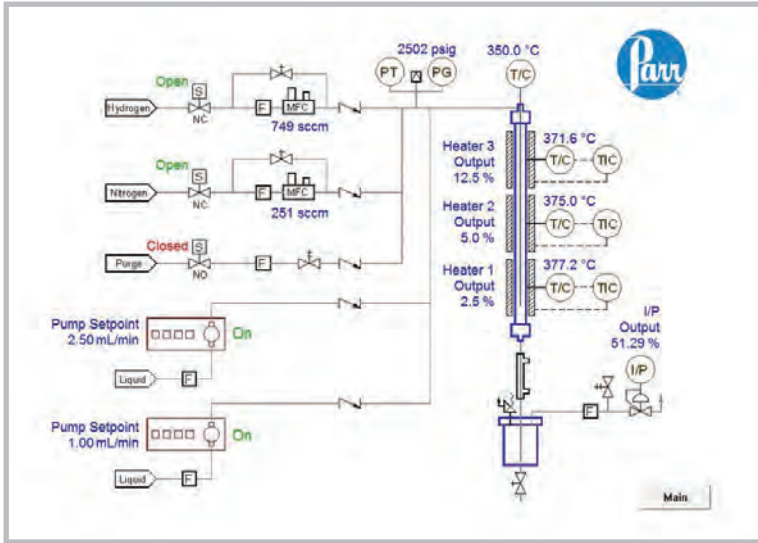 2502 psig
350.0 °C
Parr
PT
PG
T/C
Open
S
Hydrogen
NC
F
MFC
749 sccm
Heater 3
Output
12.5 %
371.6 °C
T/C
TIC
Open
S
Nitrogen
NC
F
MFC
251 sccm
Heater 2
Output
5.0 %
375.0 °C
T/C
TIC
Closed
S
Purge
NO
F
Heater 1
Output
2.5 %
377.2 °C
T/C
TIC
Pump Setpoint
2.50 mL/min
On
Liquid
F
I/P
Output
51.29 %
I/P
F
Pump Setpoint
1.00 mL/min
On
Liquid
F
Main